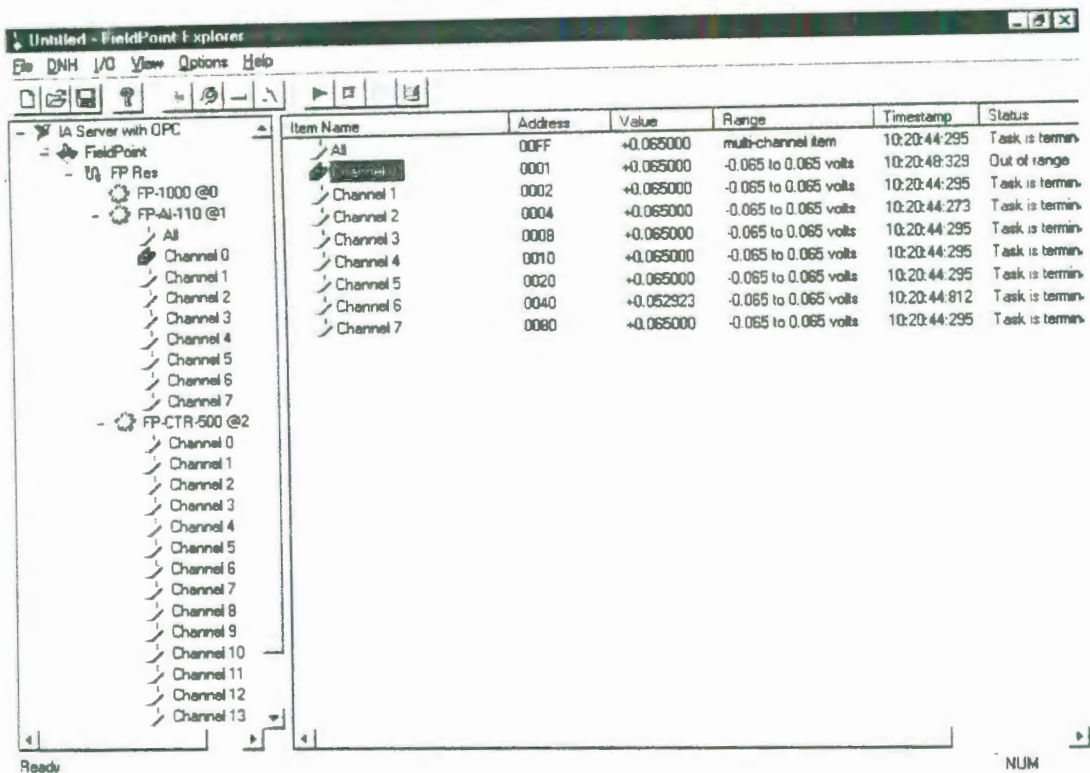 Untitled - FieldPoint Explorer
File DNH I/O View Options Help
IA Server with OPC
FieldPoint
FP Res
FP-1000 @0
FP-AI-110 @1
All
Channel 0
Channel 1
Channel 2
Channel 3
Channel 4
Channel 5
Channel 6
Channel 7
FP-CTR-500 @2
Channel 0
Channel 1
Channel 2
Channel 3
Channel 4
Channel 5
Channel 6
Channel 7
Channel 8
Channel 9
Channel 10
Channel 11
Channel 12
Channel 13
Item Name Address Value Range Timestamp Status
All 00FF +0.065000 multi-channel item 10:20:44:295 Task is termin
0001 +0.065000 -0.065 to 0.065 volts 10:20:48:329 Out of range
Channel 1 0002 +0.065000 -0.065 to 0.065 volts 10:20:44:295 Task is termin
Channel 2 0004 +0.065000 -0.065 to 0.065 volts 10:20:44:273 Task is termin
Channel 3 0008 +0.065000 -0.065 to 0.065 volts 10:20:44:295 Task is termin
Channel 4 0010 +0.065000 -0.065 to 0.065 volts 10:20:44:295 Task is termin
Channel 5 0020 +0.065000 -0.065 to 0.065 volts 10:20:44:295 Task is termin
Channel 6 0040 +0.052923 -0.065 to 0.065 volts 10:20:44:812 Task is termin
Channel 7 0080 +0.065000 -0.065 to 0.065 volts 10:20:44:295 Task is termin
Ready NUM